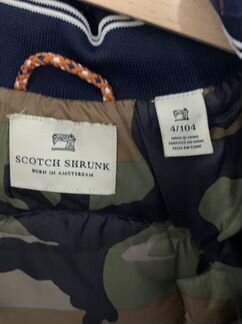 SCOTCH SHRUNK
BORN IN AMSTERDAM
4/104
MADE IN CHINA